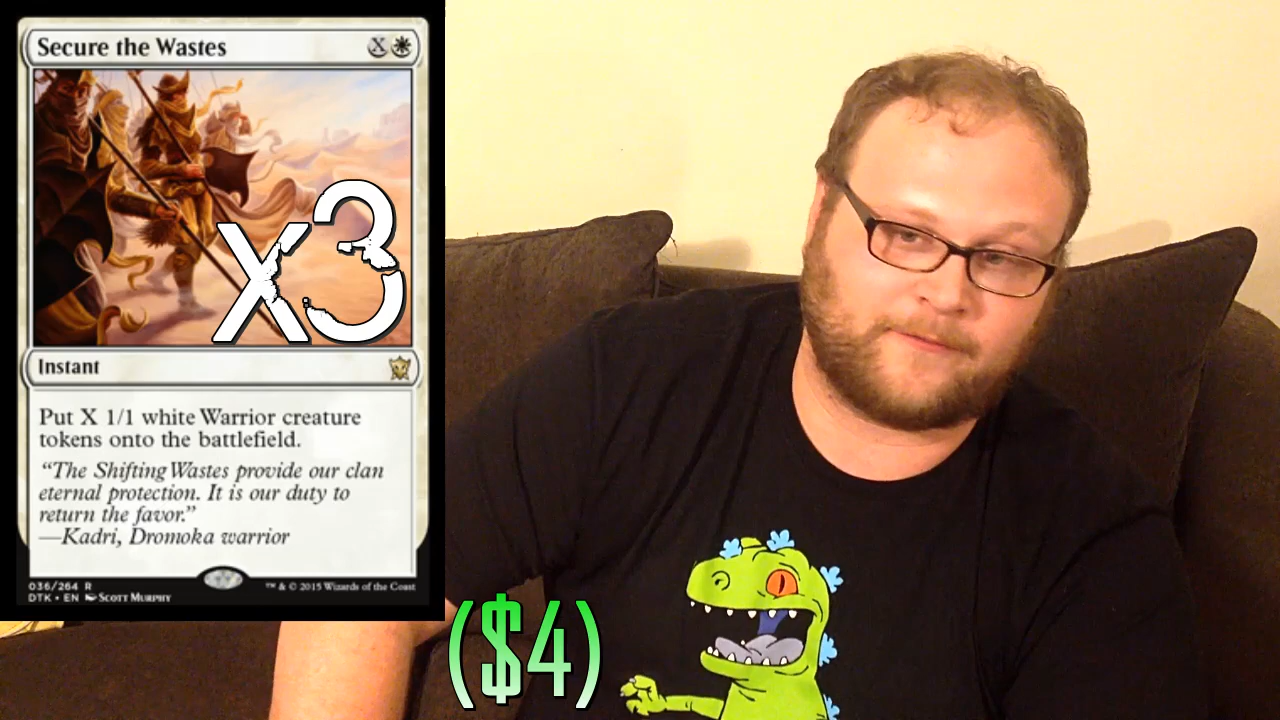 Secure the Wastes X
X3
Instant
Put X 1/1 white Warrior creature
tokens onto the battlefield.
“The Shifting Wastes provide our clan
eternal protection. It is our duty to
return the favor.”
—Kadri, Dromoka warrior
036/264 R ™ & © 2015 Wizards of the Coast
DTK • EN Scott Murphy
($4)